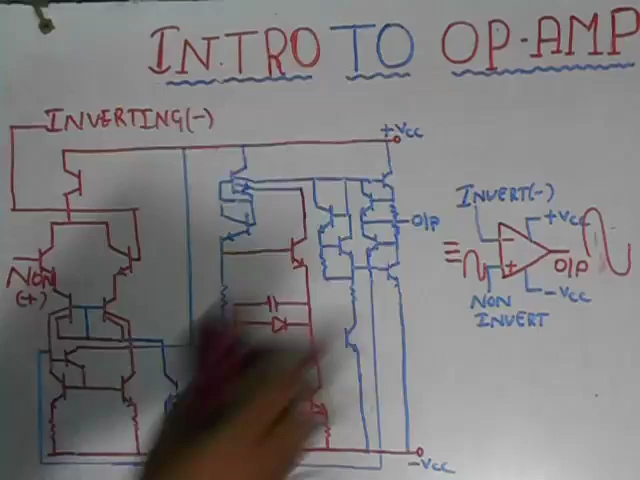 INTRO TO OP-AMP
INVERTING(-)
+VCC
O/P
NON
(+)
-VCC
INVERT(-)
+VCC
-
+
O/P
-VCC
NON
INVERT